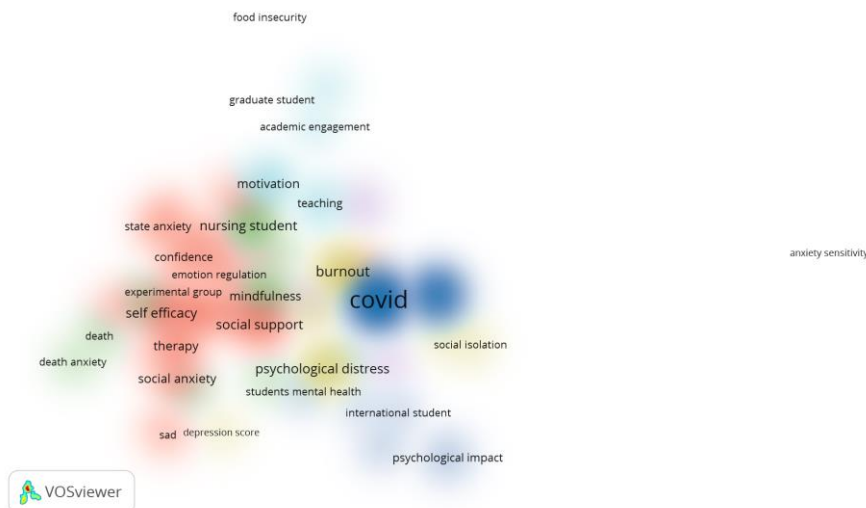 food insecurity
graduate student
academic engagement
motivation
teaching
state anxiety
nursing student
confidence
anxiety sensitivity
emotion regulation
burnout
experimental group
mindfulness
covid
self efficacy
social support
death
therapy
social isolation
death anxiety
psychological distress
social anxiety
students mental health
international student
sad
depression score
psychological impact
VOSviewer